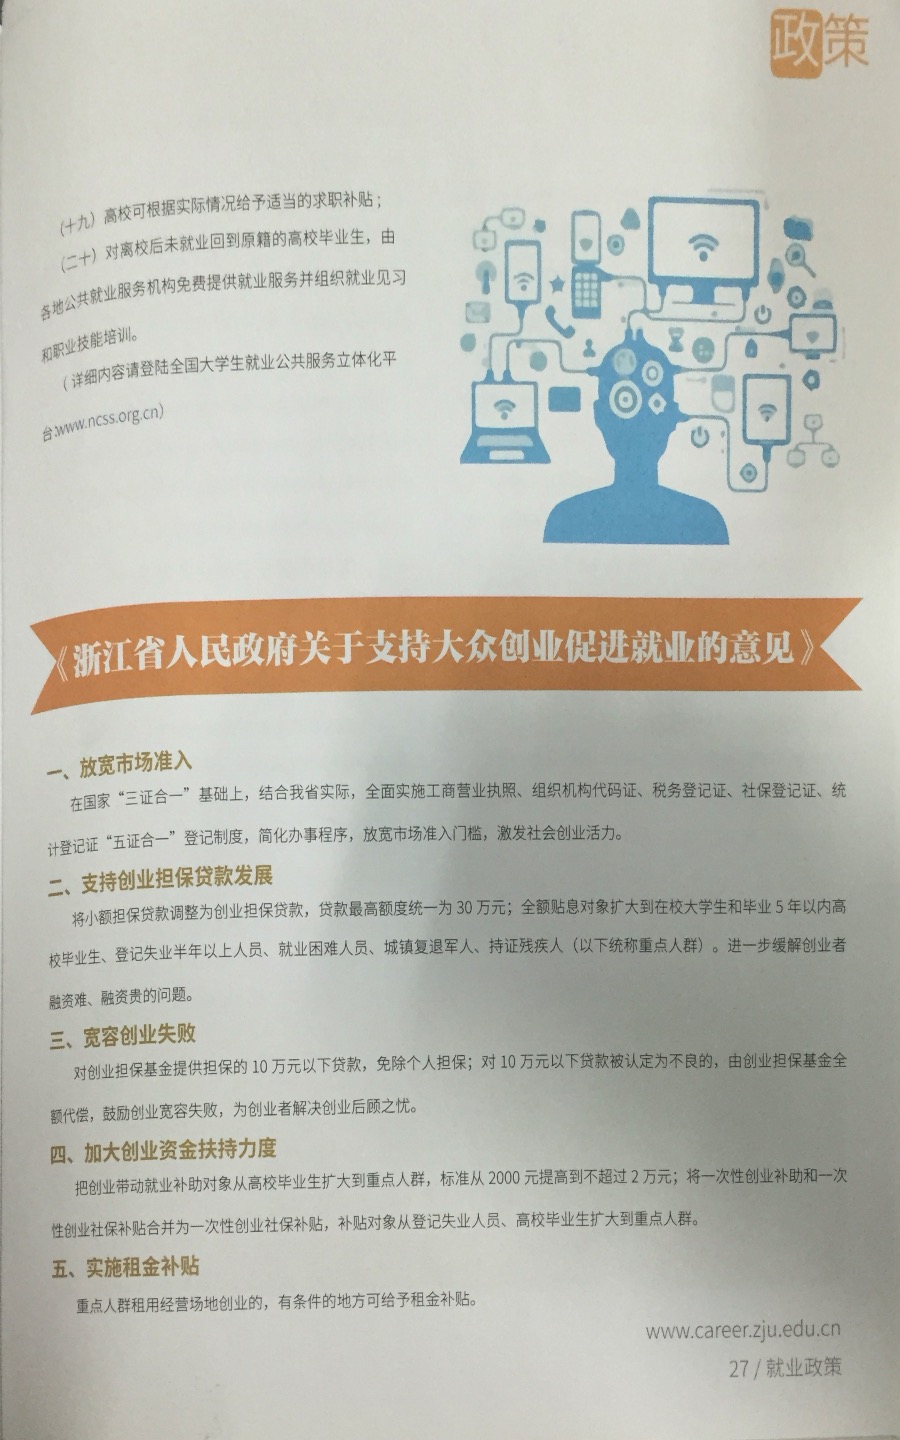 政策
（十九）高校可根据实际情况给予适当的求职补贴；
（二十）对离校后未就业回到原籍的高校毕业生，由
各地公共就业服务机构免费提供就业服务并组织就业见习
和职业技能培训。
（详细内容请登陆全国大学生就业公共服务立体化平
台:www.ncss.org.cn）
《浙江省人民政府关于支持大众创业促进就业的意见》
一、放宽市场准入
在国家“三证合一”基础上，结合我省实际，全面实施工商营业执照、组织机构代码证、税务登记证、社保登记证、统
计登记证“五证合一”登记制度，简化办事程序，放宽市场准入门槛，激发社会创业活力。
二、支持创业担保贷款发展
将小额担保贷款调整为创业担保贷款，贷款最高额度统一为 30 万元；全额贴息对象扩大到在校大学生和毕业 5 年以内高
校毕业生、登记失业半年以上人员、就业困难人员、城镇复退军人、持证残疾人（以下统称重点人群）。进一步缓解创业者
融资难、融资贵的问题。
三、宽容创业失败
对创业担保基金提供担保的 10 万元以下贷款，免除个人担保；对 10 万元以下贷款被认定为不良的，由创业担保基金全
额代偿，鼓励创业宽容失败，为创业者解决创业后顾之忧。
四、加大创业资金扶持力度
把创业带动就业补助对象从高校毕业生扩大到重点人群，标准从 2000 元提高到不超过 2 万元；将一次性创业补助和一次
性创业社保补贴合并为一次性创业社保补贴，补贴对象从登记失业人员、高校毕业生扩大到重点人群。
五、实施租金补贴
重点人群租用经营场地创业的，有条件的地方可给予租金补贴。
www.career.zju.edu.cn
27 / 就业政策